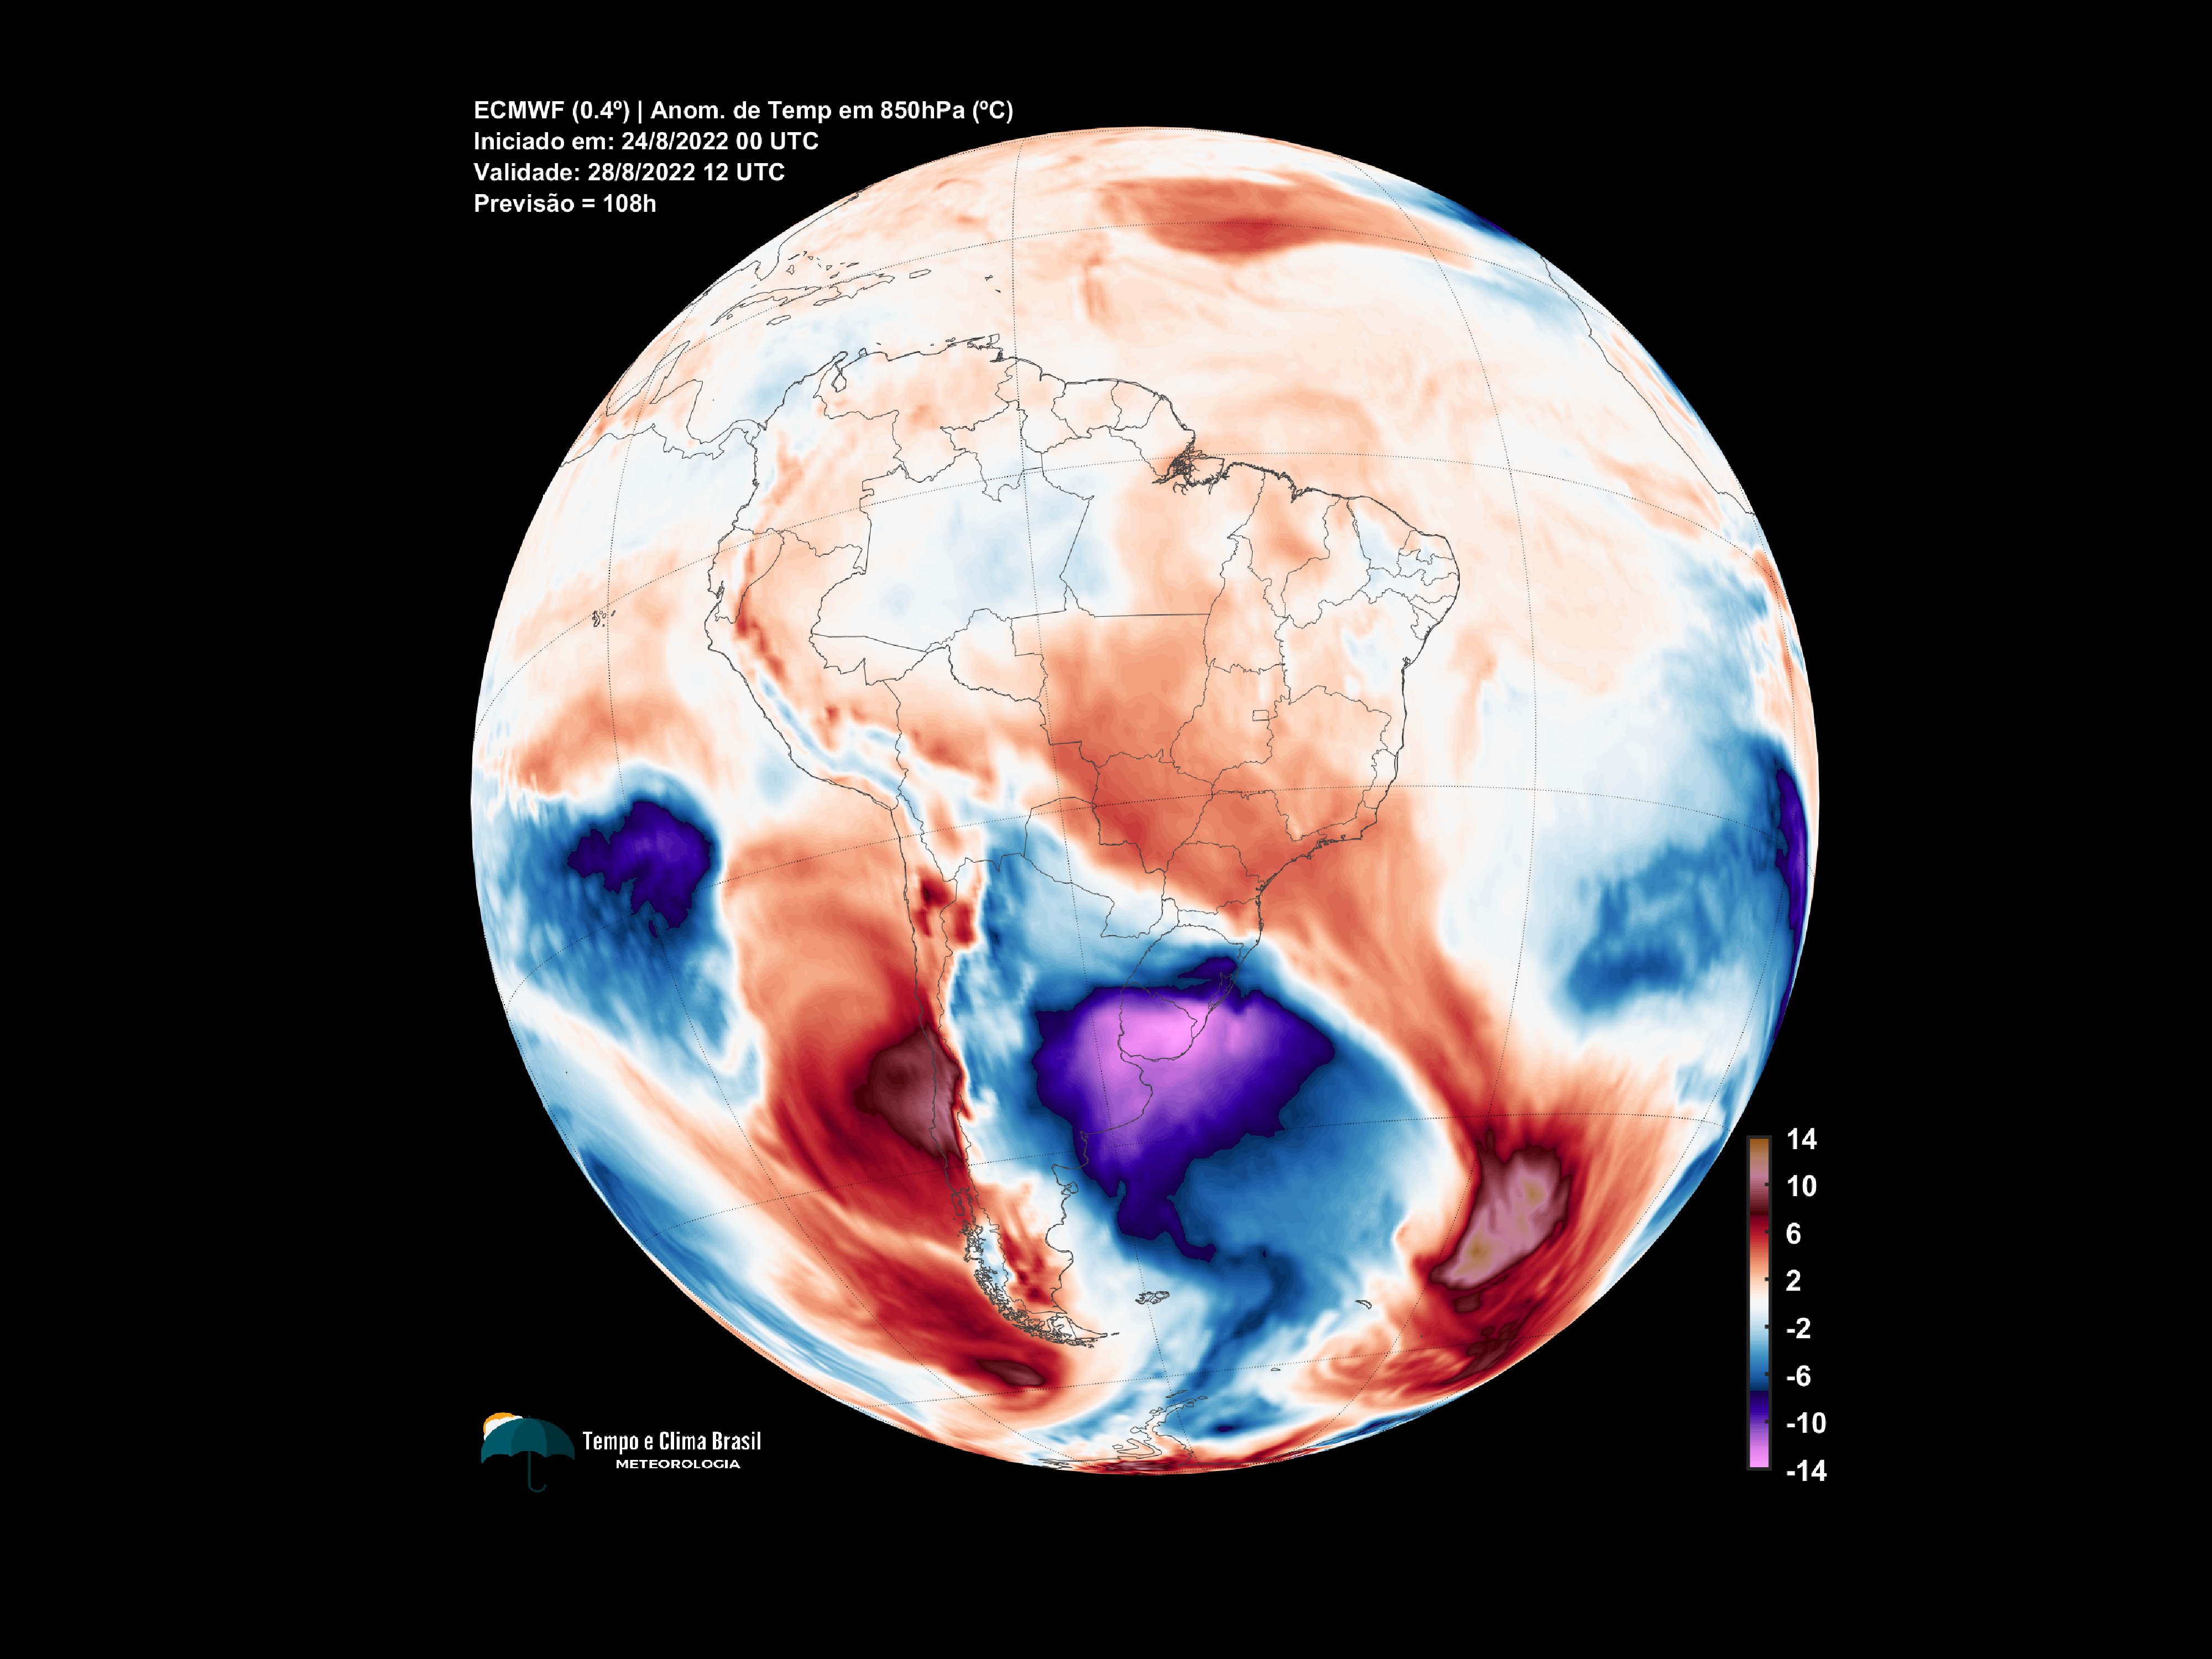 ECMWF (0.4º) | Anom. de Temp em 850hPa (ºC)
Iniciado em: 24/8/2022 00 UTC
Validade: 28/8/2022 12 UTC
Previsão = 108h
14
10
6
2
-2
-6
-10
-14
Tempo e Clima Brasil
METEOROLOGIA